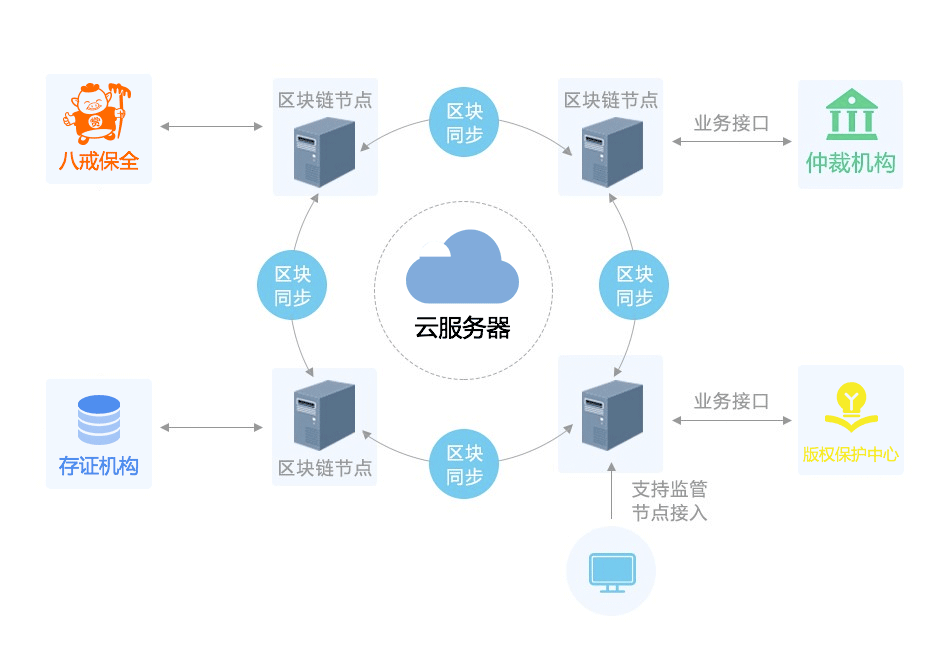 区块链节点
区块
同步
区块链节点
业务接口
八戒保全
仲裁机构
区块
同步
云服务器
区块
同步
存证机构
区块链节点
区块
同步
业务接口
版权保护中心
支持监管
节点接入